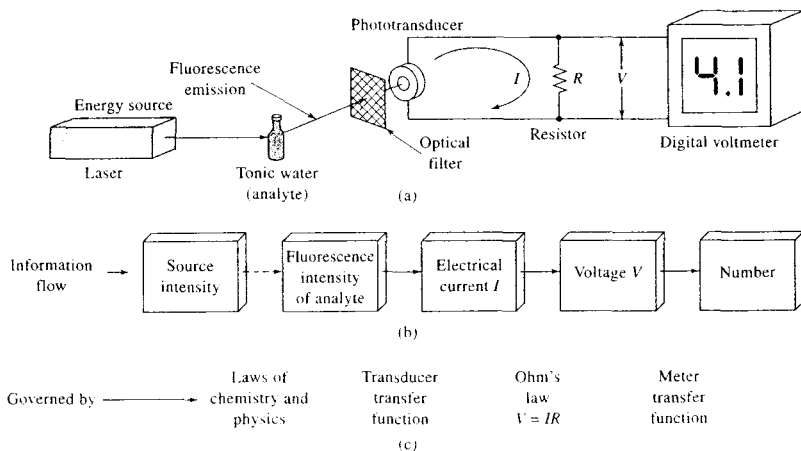 Phototransducer
Fluorescence
emission
Energy source
Laser
Tonic water
(analyte)
Optical
filter
I
R
V
Resistor
4.1
Digital voltmeter
(a)
Information
flow
Source
intensity
Fluorescence
intensity
of analyte
Electrical
current I
Voltage V
Number
(b)
Governed by
Laws of
chemistry and
physics
Transducer
transfer
function
Ohm's
law
V = IR
Meter
transfer
function
(c)